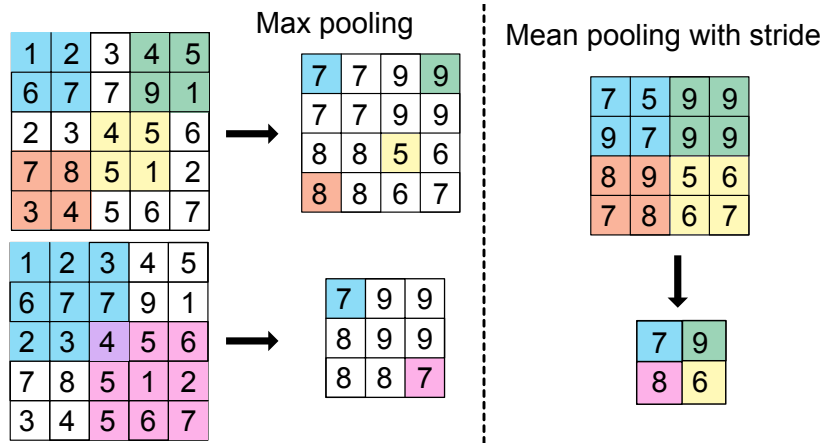 Max pooling
1 2 3 4 5
6 7 7 9 1
2 3 4 5 6
7 8 5 1 2
3 4 5 6 7
7 7 9 9
7 7 9 9
8 8 5 6
8 8 6 7
1 2 3 4 5
6 7 7 9 1
2 3 4 5 6
7 8 5 1 2
3 4 5 6 7
7 9 9
8 9 9
8 8 7
Mean pooling with stride
7 5 9 9
9 7 9 9
8 9 5 6
7 8 6 7
7 9
8 6